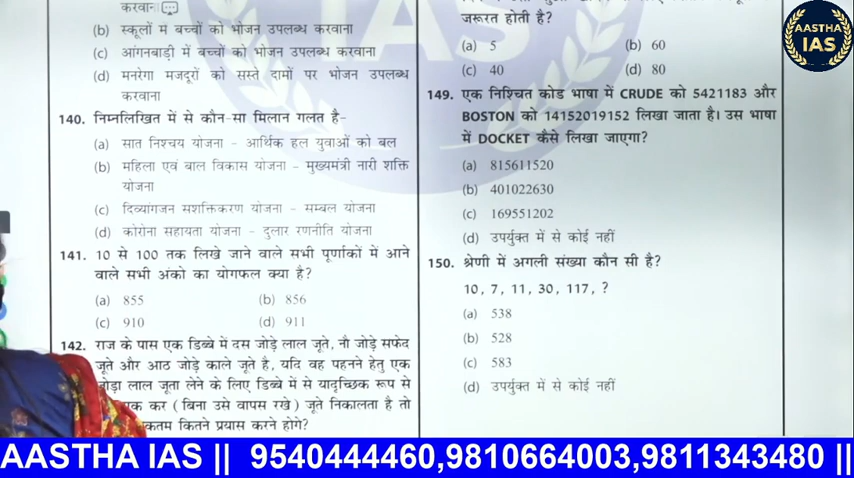 करवाना
(b) स्कूलों में बच्चों को भोजन उपलब्ध करवाना
(c) आंगनबाड़ी में बच्चों को भोजन उपलब्ध करवाना
(d) मनरेगा मजदूरों को सस्ते दामों पर भोजन उपलब्ध
करवाना
140. निम्नलिखित में से कौन-सा मिलान गलत है-
(a) सात निश्चय योजना - आर्थिक हल युवाओं को बल
(b) महिला एवं बाल विकास योजना - मुख्यमंत्री नारी शक्ति
योजना
(c) दिव्यांगजन सशक्तिकरण योजना - सम्बल योजना
(d) कोरोना सहायता योजना - दुलार रणनीति योजना
141. 10 से 100 तक लिखे जाने वाले सभी पूर्णाकों में आने
वाले सभी अंको का योगफल क्या है?
(a) 855 (b) 856
(c) 910 (d) 911
142. राज के पास एक डिब्बे में दस जोड़े लाल जूते, नौ जोड़े सफेद
जूते और आठ जोड़े काले जूते है, यदि वह पहनने हेतु एक
जोड़ा लाल जूता लेने के लिए डिब्बे में से यादृच्छिक रूप से
एक कर (बिना उसे वापस रखे) जूते निकालता है तो
कितने प्रयास करने होगे?
जरूरत होती है?
(a) 5 (b) 60
(c) 40 (d) 80
149. एक निश्चित कोड भाषा में CRUDE को 5421183 और
BOSTON को 14152019152 लिखा जाता है। उस भाषा
में DOCKET कैसे लिखा जाएगा?
(a) 815611520
(b) 401022630
(c) 169551202
(d) उपर्युक्त में से कोई नहीं
150. श्रेणी में अगली संख्या कौन सी है?
10, 7, 11, 30, 117, ?
(a) 538
(b) 528
(c) 583
(d) उपर्युक्त में से कोई नहीं
AASTHA
IAS
AASTHA IAS || 9540444460,9810664003,9811343480 ||